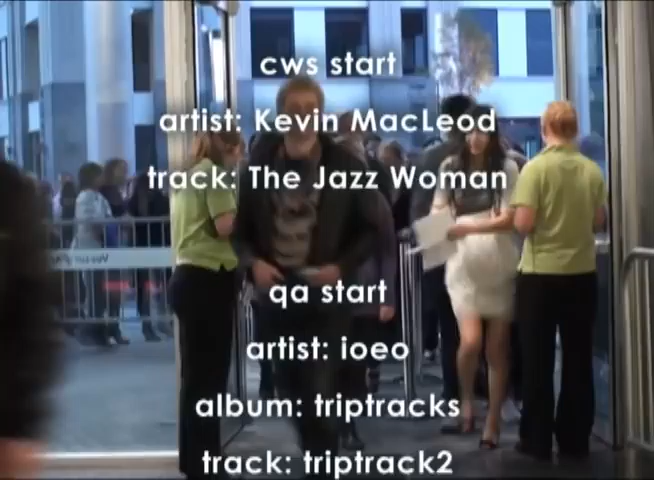 cws start
artist: Kevin MacLeod
track: The Jazz Woman
qa start
artist: ioeo
album: triptracks
track: triptrack2